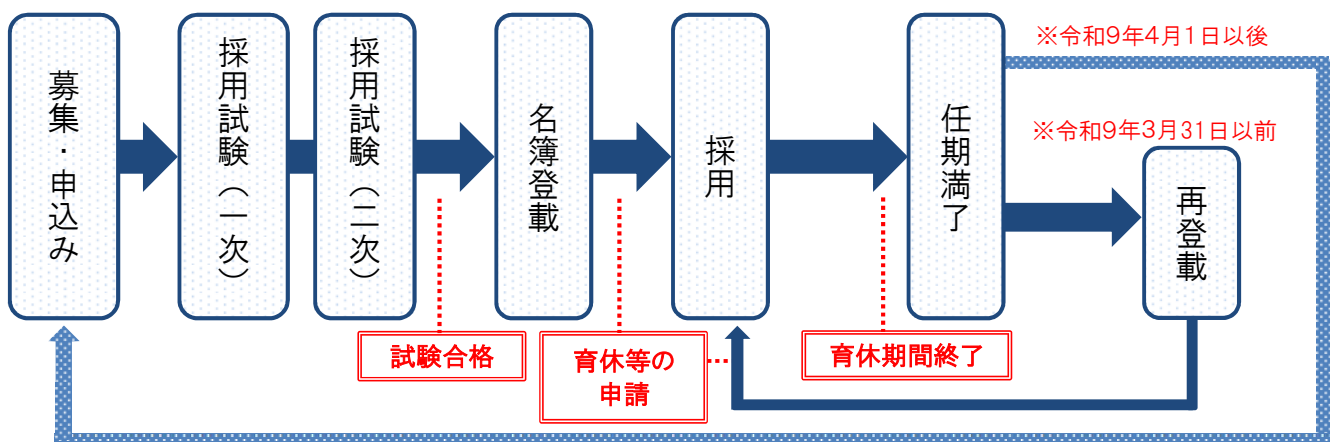 募集・申込み
採用試験（一次）
採用試験（二次）
名簿登載
採用
任期満了
※令和9年4月1日以後
※令和9年3月31日以前
再登載
試験合格
育休等の
申請
育休期間終了